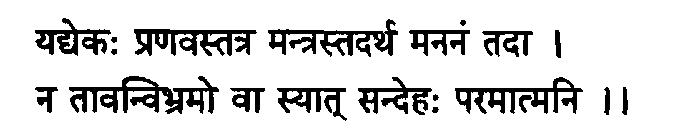 यद्येकः प्रणवस्तत्र मन्त्रस्तदर्थ मननं तदा ।
न तावन्विभ्रमो वा स्यात् सन्देहः परमात्मनि ।।